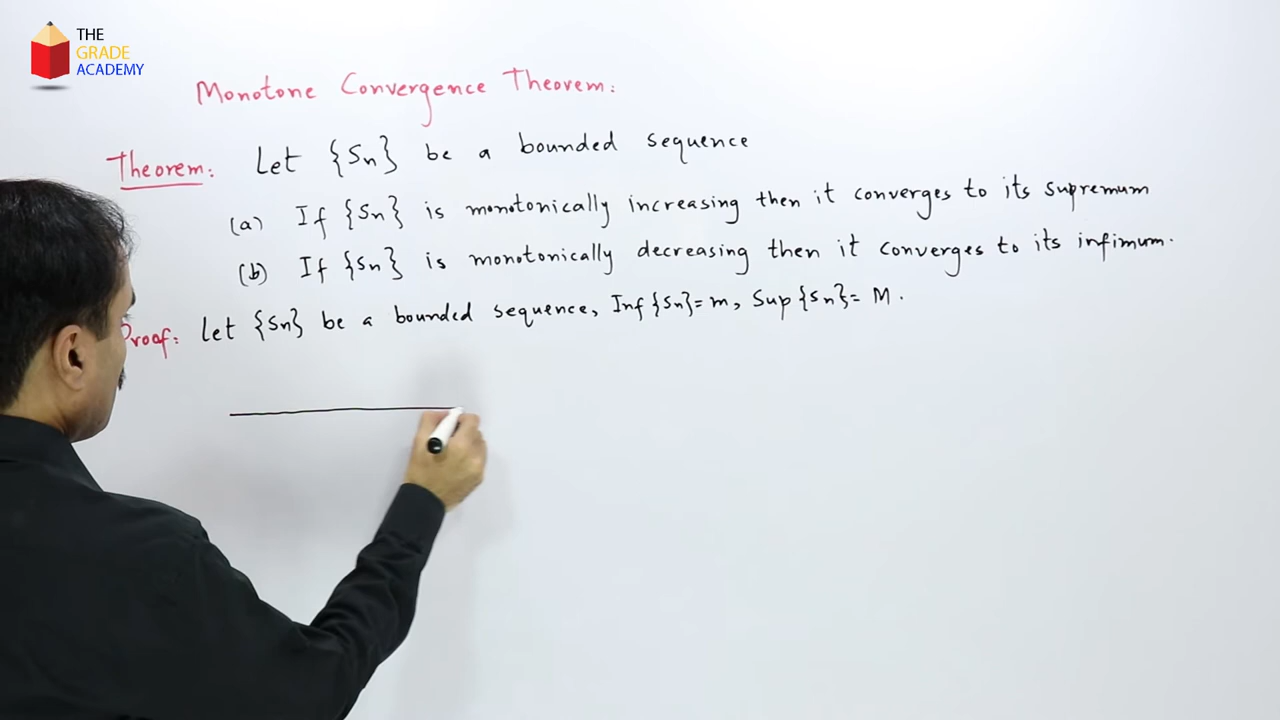 THE
GRADE
ACADEMY
Monotone Convergence Theorem:
Theorem: Let {Sn} be a bounded sequence
(a) If {Sn} is monotonically increasing then it converges to its supremum
(b) If {Sn} is monotonically decreasing then it converges to its infimum.
Proof: Let {Sn} be a bounded sequence, Inf {Sn}= m, Sup {Sn}= M.